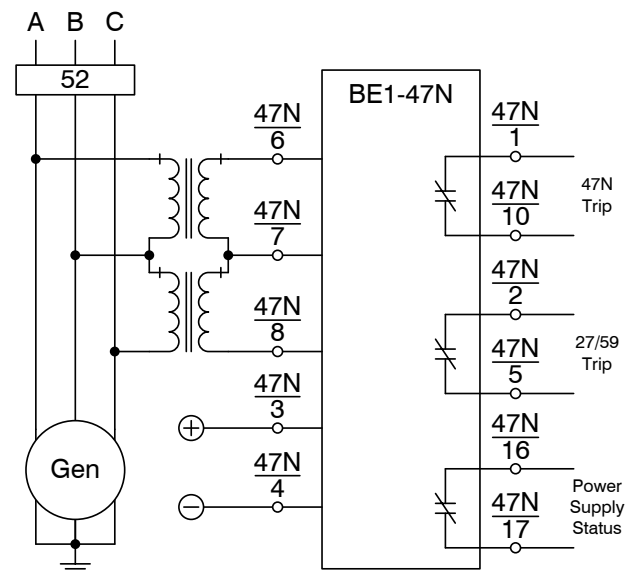 A B C
52
BE1-47N
47N
6
47N
7
47N
8
47N
3
47N
4
+
−
Gen
47N
1
47N
10
47N
Trip
47N
2
47N
5
27/59
Trip
47N
16
47N
17
Power
Supply
Status